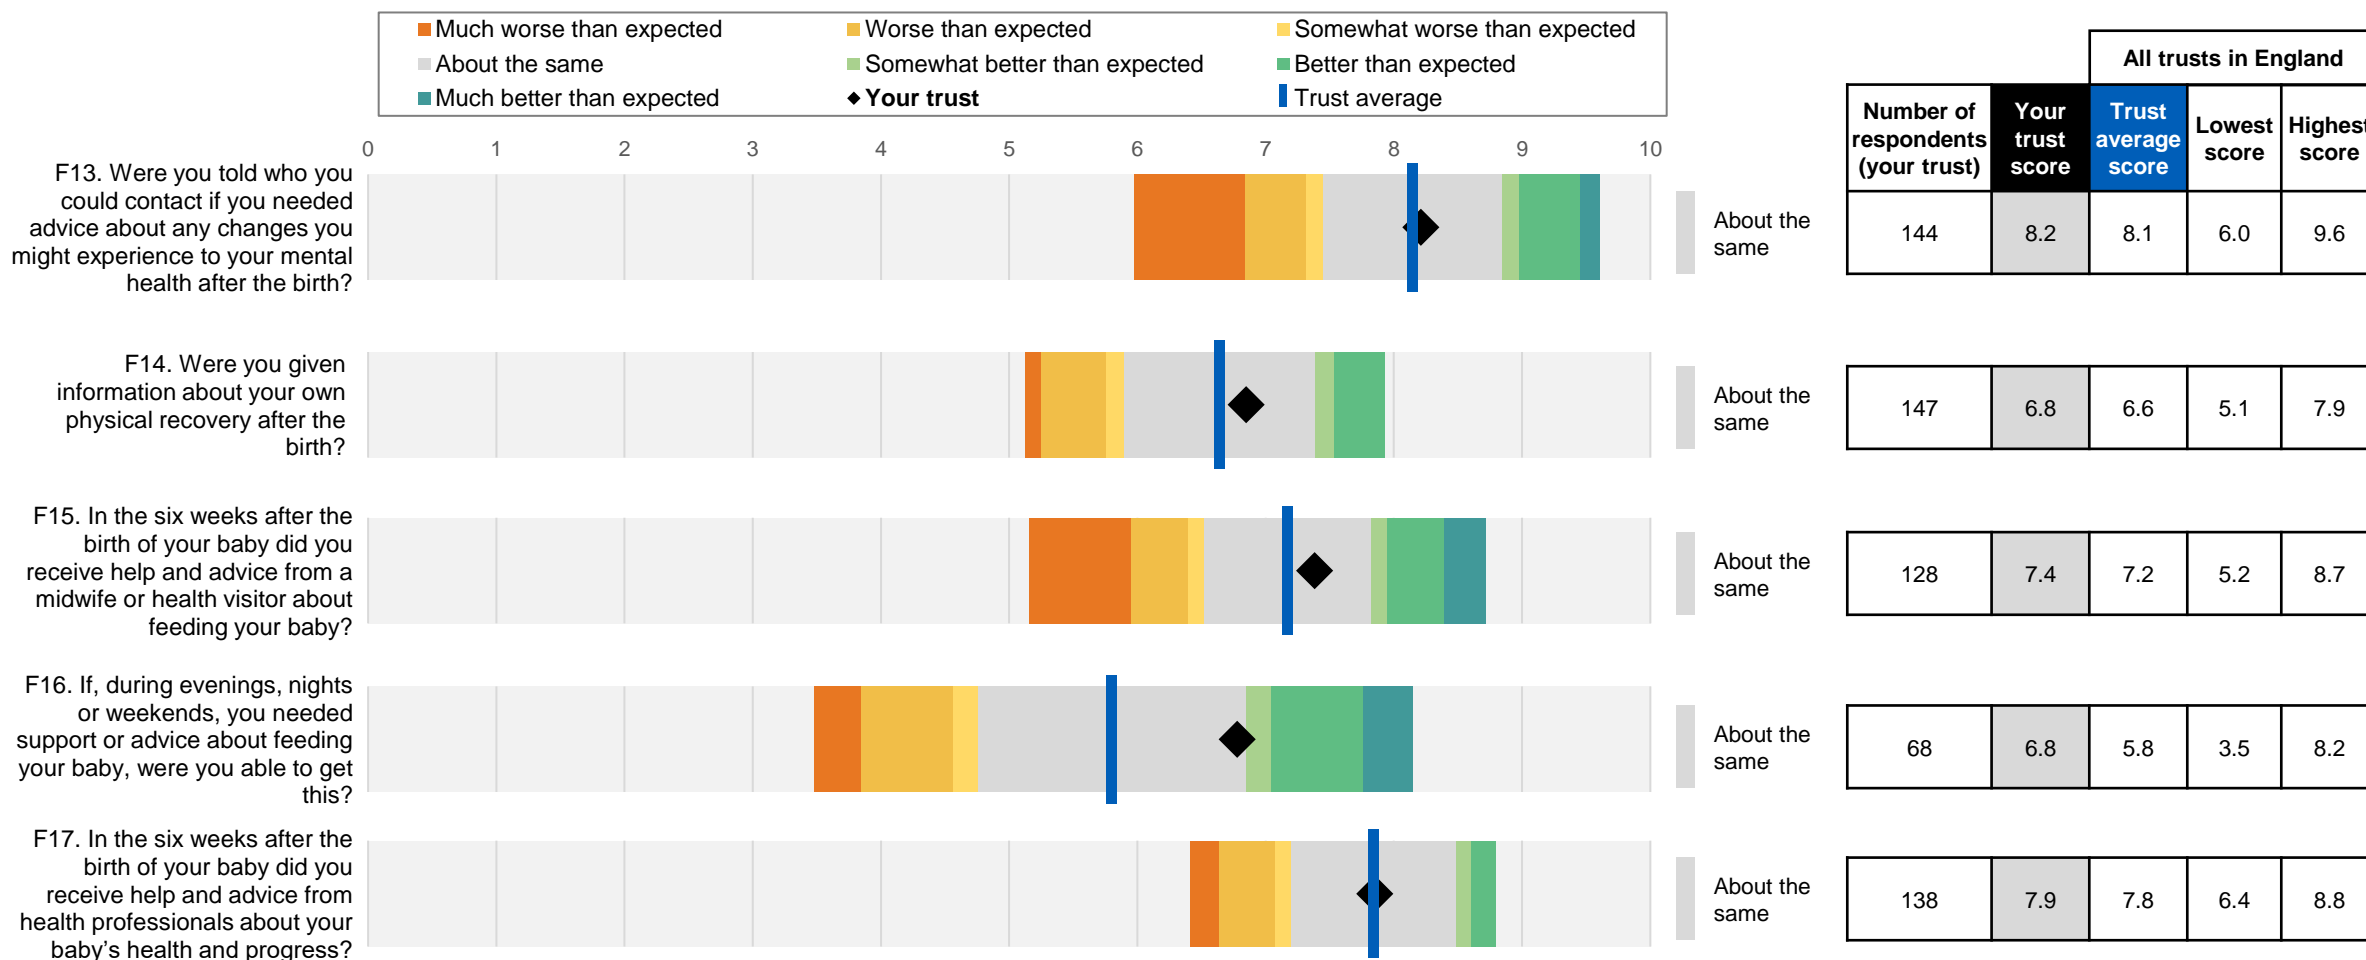 Much worse than expected
Worse than expected
Somewhat worse than expected
About the same
Somewhat better than expected
Better than expected
Much better than expected
Your trust
Trust average
All trusts in England
Number of respondents (your trust)
Your trust score
Trust average score
Lowest score
Highest score
0 1 2 3 4 5 6 7 8 9 10
F13. Were you told who you
could contact if you needed
advice about any changes you
might experience to your mental
health after the birth?
About the
same
144 8.2 8.1 6.0 9.6
F14. Were you given
information about your own
physical recovery after the
birth?
About the
same
147 6.8 6.6 5.1 7.9
F15. In the six weeks after the
birth of your baby did you
receive help and advice from a
midwife or health visitor about
feeding your baby?
About the
same
128 7.4 7.2 5.2 8.7
F16. If, during evenings, nights
or weekends, you needed
support or advice about feeding
your baby, were you able to get
this?
About the
same
68 6.8 5.8 3.5 8.2
F17. In the six weeks after the
birth of your baby did you
receive help and advice from
health professionals about your
baby’s health and progress?
About the
same
138 7.9 7.8 6.4 8.8